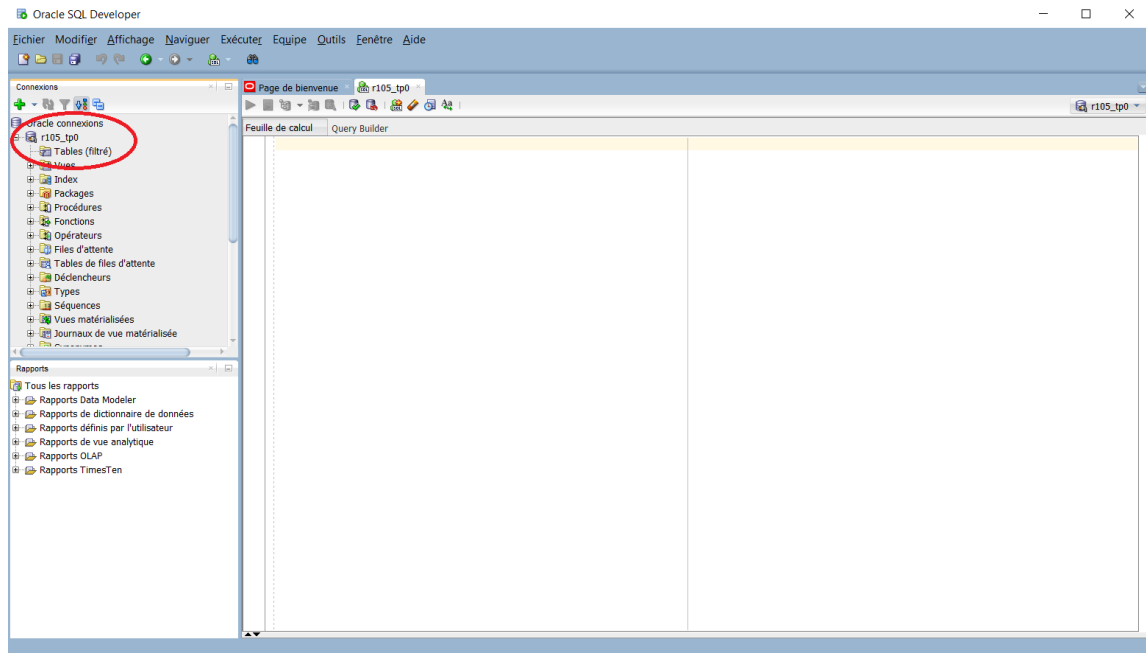 Oracle SQL Developer
Fichier Modifier Affichage Naviguer Exécuter Equipe Outils Fenêtre Aide
Connexions
Page de bienvenue
r105_tp0
r105_tp0
Feuille de calcul Query Builder
Oracle connexions
r105_tp0
Tables (filtré)
Vues
Index
Packages
Procédures
Fonctions
Opérateurs
Files d'attente
Tables de files d'attente
Déclencheurs
Types
Séquences
Vues matérialisées
Journaux de vue matérialisée
Rapports
Tous les rapports
Rapports Data Modeler
Rapports de dictionnaire de données
Rapports définis par l'utilisateur
Rapports de vue analytique
Rapports OLAP
Rapports TimesTen